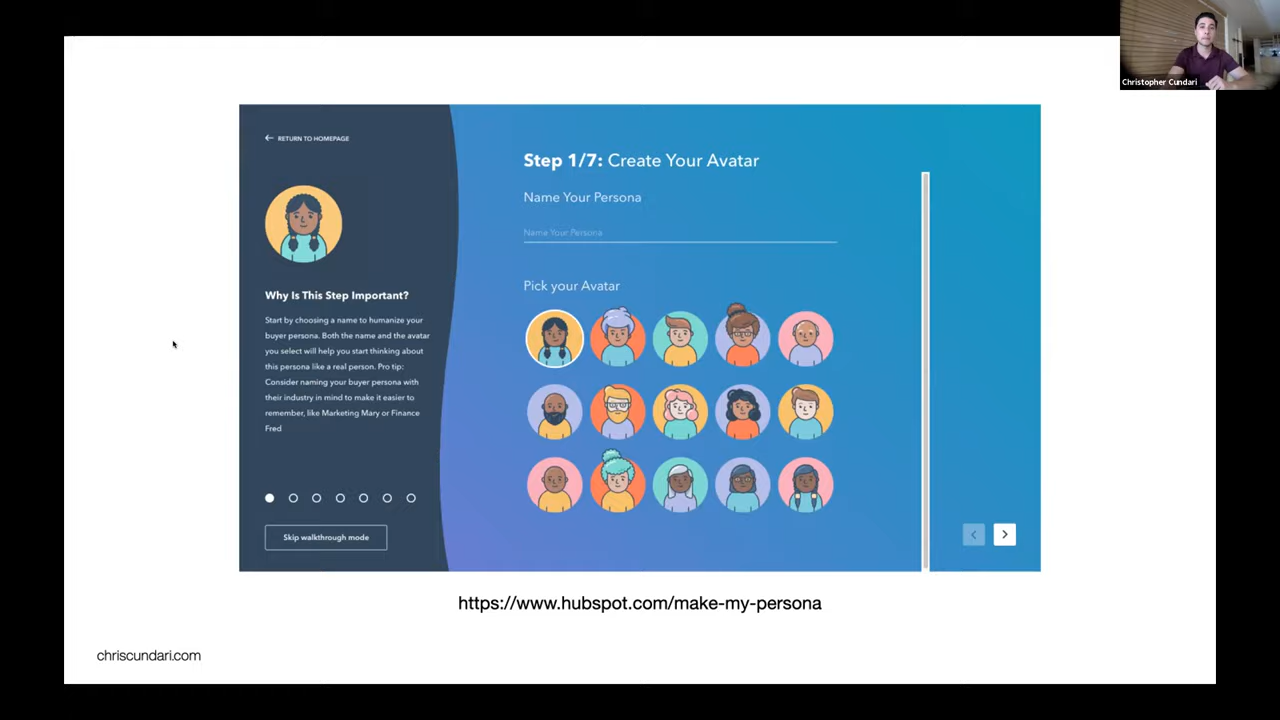 Christopher Cundari
RETURN TO HOMEPAGE
Why Is This Step Important?
Start by choosing a name to humanize your
buyer persona. Both the name and the avatar
you select will help you start thinking about
this persona like a real person. Pro tip:
Consider naming your buyer persona with
their industry in mind to make it easier to
remember, like Marketing Mary or Finance
Fred
Skip walkthrough mode
Step 1/7: Create Your Avatar
Name Your Persona
Name Your Persona
Pick your Avatar
https://www.hubspot.com/make-my-persona
chriscundari.com